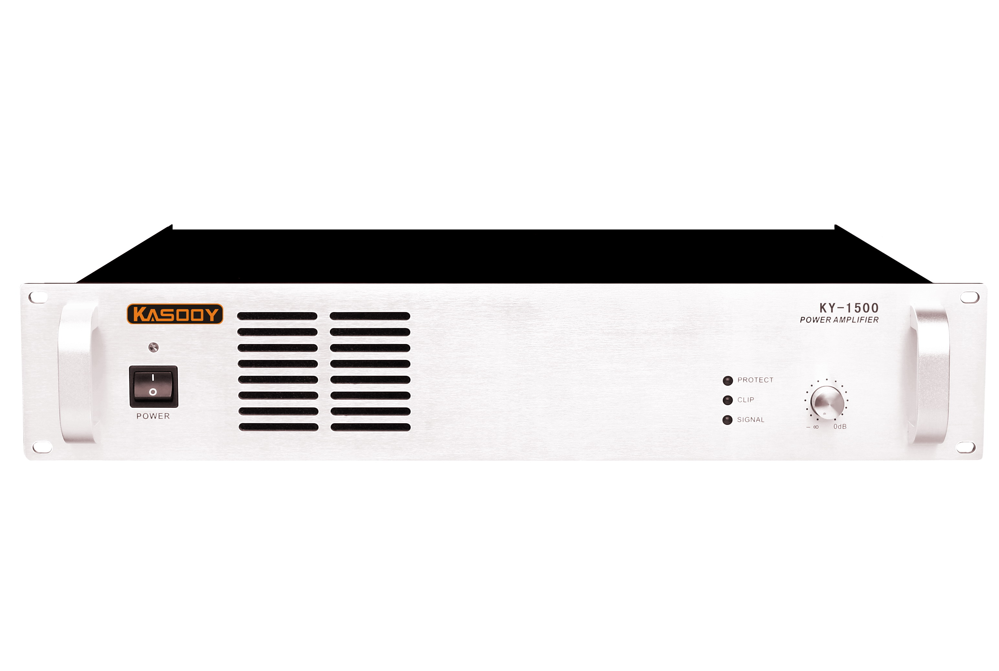 KASOOY
KY-1500
POWER AMPLIFIER
POWER
PROTECT
CLIP
SIGNAL
-∞ 0dB